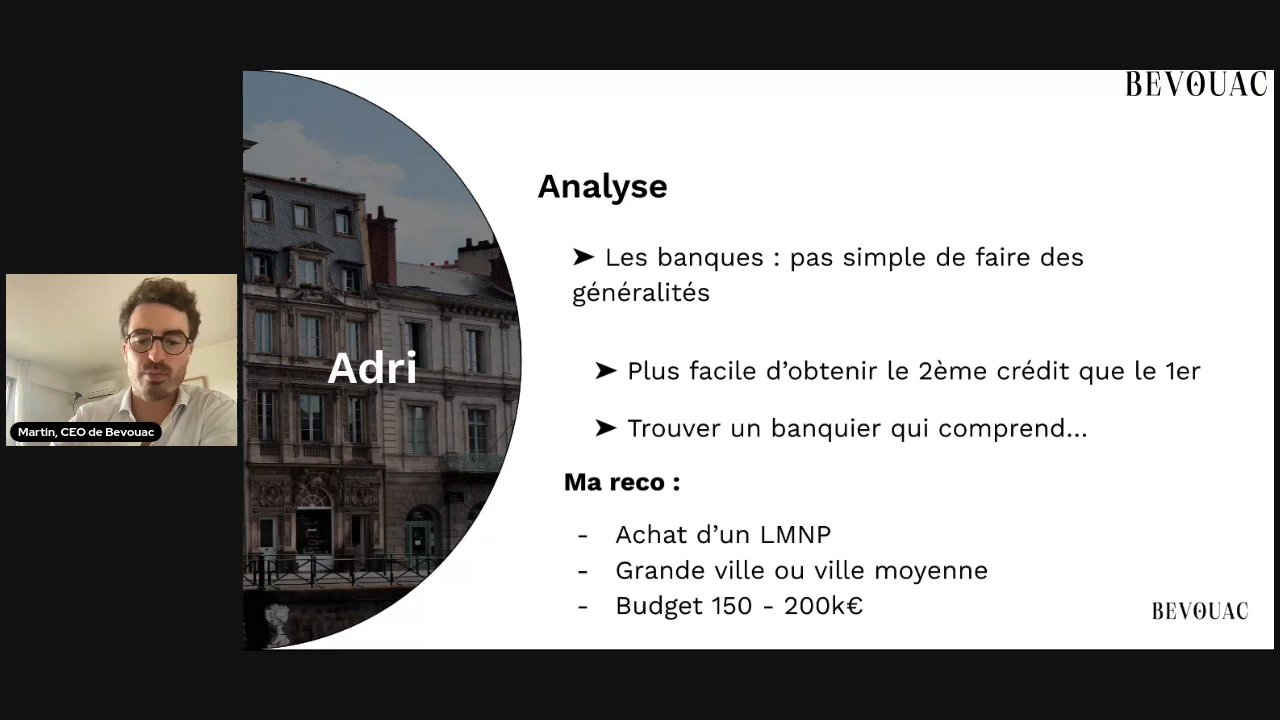 BEVOUAC
Analyse
➤ Les banques : pas simple de faire des
généralités
➤ Plus facile d’obtenir le 2ème crédit que le 1er
Adri
➤ Trouver un banquier qui comprend...
Martin, CEO de Bevouac
Ma reco :
- Achat d’un LMNP
- Grande ville ou ville moyenne
- Budget 150 - 200k€
BEVOUAC